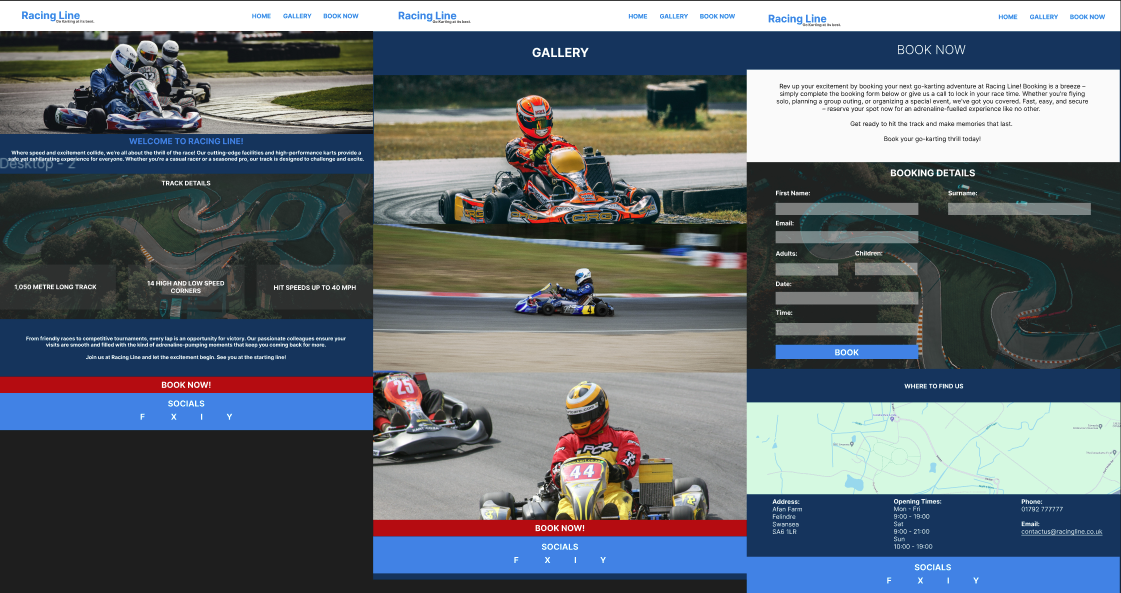 Racing Line
Go Karting at its best.
HOME GALLERY BOOK NOW
WELCOME TO RACING LINE!
Where speed and excitement collide, we're all about the thrill of the race! Our cutting-edge facilities and high-performance karts provide a
safe yet exhilarating experience for everyone. Whether you're a casual racer or a seasoned pro, our track is designed to challenge and excite.
Desktop - 2
TRACK DETAILS
1,050 METRE LONG TRACK
14 HIGH AND LOW SPEED
CORNERS
HIT SPEEDS UP TO 40 MPH
From friendly races to competitive tournaments, every lap is an opportunity for victory. Our passionate colleagues ensure your
visits are smooth and filled with the kind of adrenaline-pumping moments that keep you coming back for more.
Join us at Racing Line and let the excitement begin. See you at the starting line!
BOOK NOW!
SOCIALS
F X I Y
Racing Line
Go Karting at its best.
HOME GALLERY BOOK NOW
GALLERY
4
25
44
BOOK NOW!
SOCIALS
F X I Y
Racing Line
Go Karting at its best.
HOME GALLERY BOOK NOW
BOOK NOW
Rev up your excitement by booking your next go-karting adventure at Racing Line! Booking is a breeze –
simply complete the booking form below or give us a call to lock in your race time. Whether you're flying
solo, planning a group outing, or organizing a special event, we've got you covered. Fast, easy, and secure
– reserve your spot now for an adrenaline-fuelled experience like no other.
Get ready to hit the track and make memories that last.
Book your go-karting thrill today!
BOOKING DETAILS
First Name:
Surname:
Email:
Adults:
Children:
Date:
Time:
BOOK
WHERE TO FIND US
Address:
Afan Farm
Felindre
Swansea
SA6 1LR
Opening Times:
Mon - Fri
9:00 - 19:00
Sat
9:00 - 21:00
Sun
10:00 - 19:00
Phone:
01792 777777
Email:
contactus@racingline.co.uk
SOCIALS
F X I Y